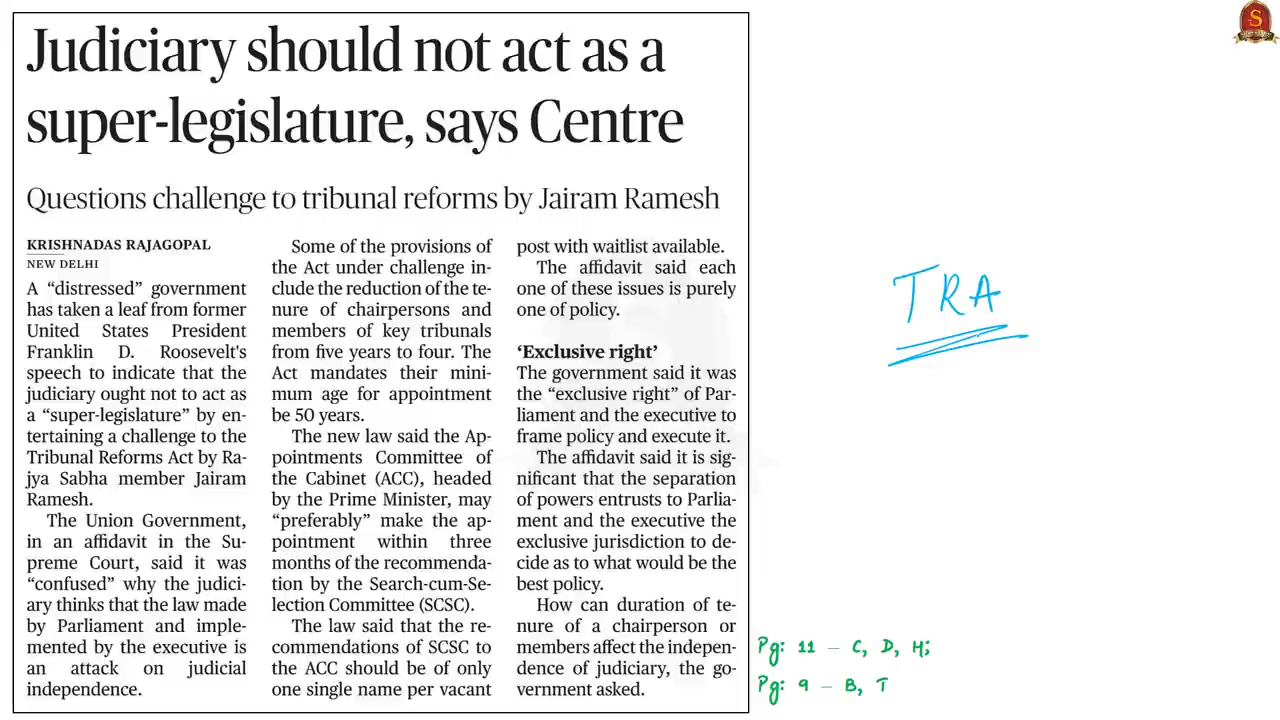 Judiciary should not act as a
super-legislature, says Centre
Questions challenge to tribunal reforms by Jairam Ramesh
KRISHNADAS RAJAGOPAL
NEW DELHI
A “distressed” government
has taken a leaf from former
United States President
Franklin D. Roosevelt's
speech to indicate that the
judiciary ought not to act as
a “super-legislature” by en-
tertaining a challenge to the
Tribunal Reforms Act by Ra-
jya Sabha member Jairam
Ramesh.
The Union Government,
in an affidavit in the Su-
preme Court, said it was
“confused” why the judici-
ary thinks that the law made
by Parliament and imple-
mented by the executive is
an attack on judicial
independence.
Some of the provisions of
the Act under challenge in-
clude the reduction of the te-
nure of chairpersons and
members of key tribunals
from five years to four. The
Act mandates their mini-
mum age for appointment
be 50 years.
The new law said the Ap-
pointments Committee of
the Cabinet (ACC), headed
by the Prime Minister, may
“preferably” make the ap-
pointment within three
months of the recommenda-
tion by the Search-cum-Se-
lection Committee (SCSC).
The law said that the re-
commendations of SCSC to
the ACC should be of only
one single name per vacant
post with waitlist available.
The affidavit said each
one of these issues is purely
one of policy.
‘Exclusive right’
The government said it was
the “exclusive right” of Par-
liament and the executive to
frame policy and execute it.
The affidavit said it is sig-
nificant that the separation
of powers entrusts to Parlia-
ment and the executive the
exclusive jurisdiction to de-
cide as to what would be the
best policy.
How can duration of te-
nure of a chairperson or
members affect the indepen-
dence of judiciary, the go-
vernment asked.
TRA
Pg: 11 - C, D, H;
Pg: 9 - B, T
S